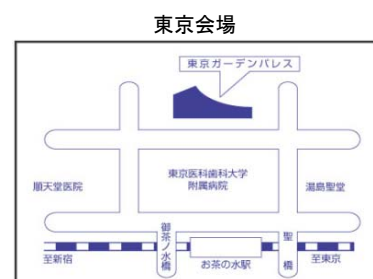 東京会場
東京ガーデンパレス
東京医科歯科大学
附属病院
順天堂医院
湯島聖堂
御茶ノ水橋
聖橋
至新宿
お茶の水駅
至東京